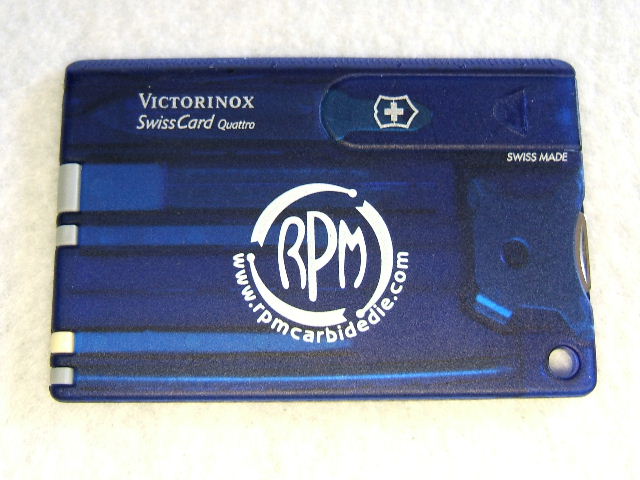 VICTORINOX
SwissCard Quattro
SWISS MADE
RPM
www.rpmcarbidedie.com